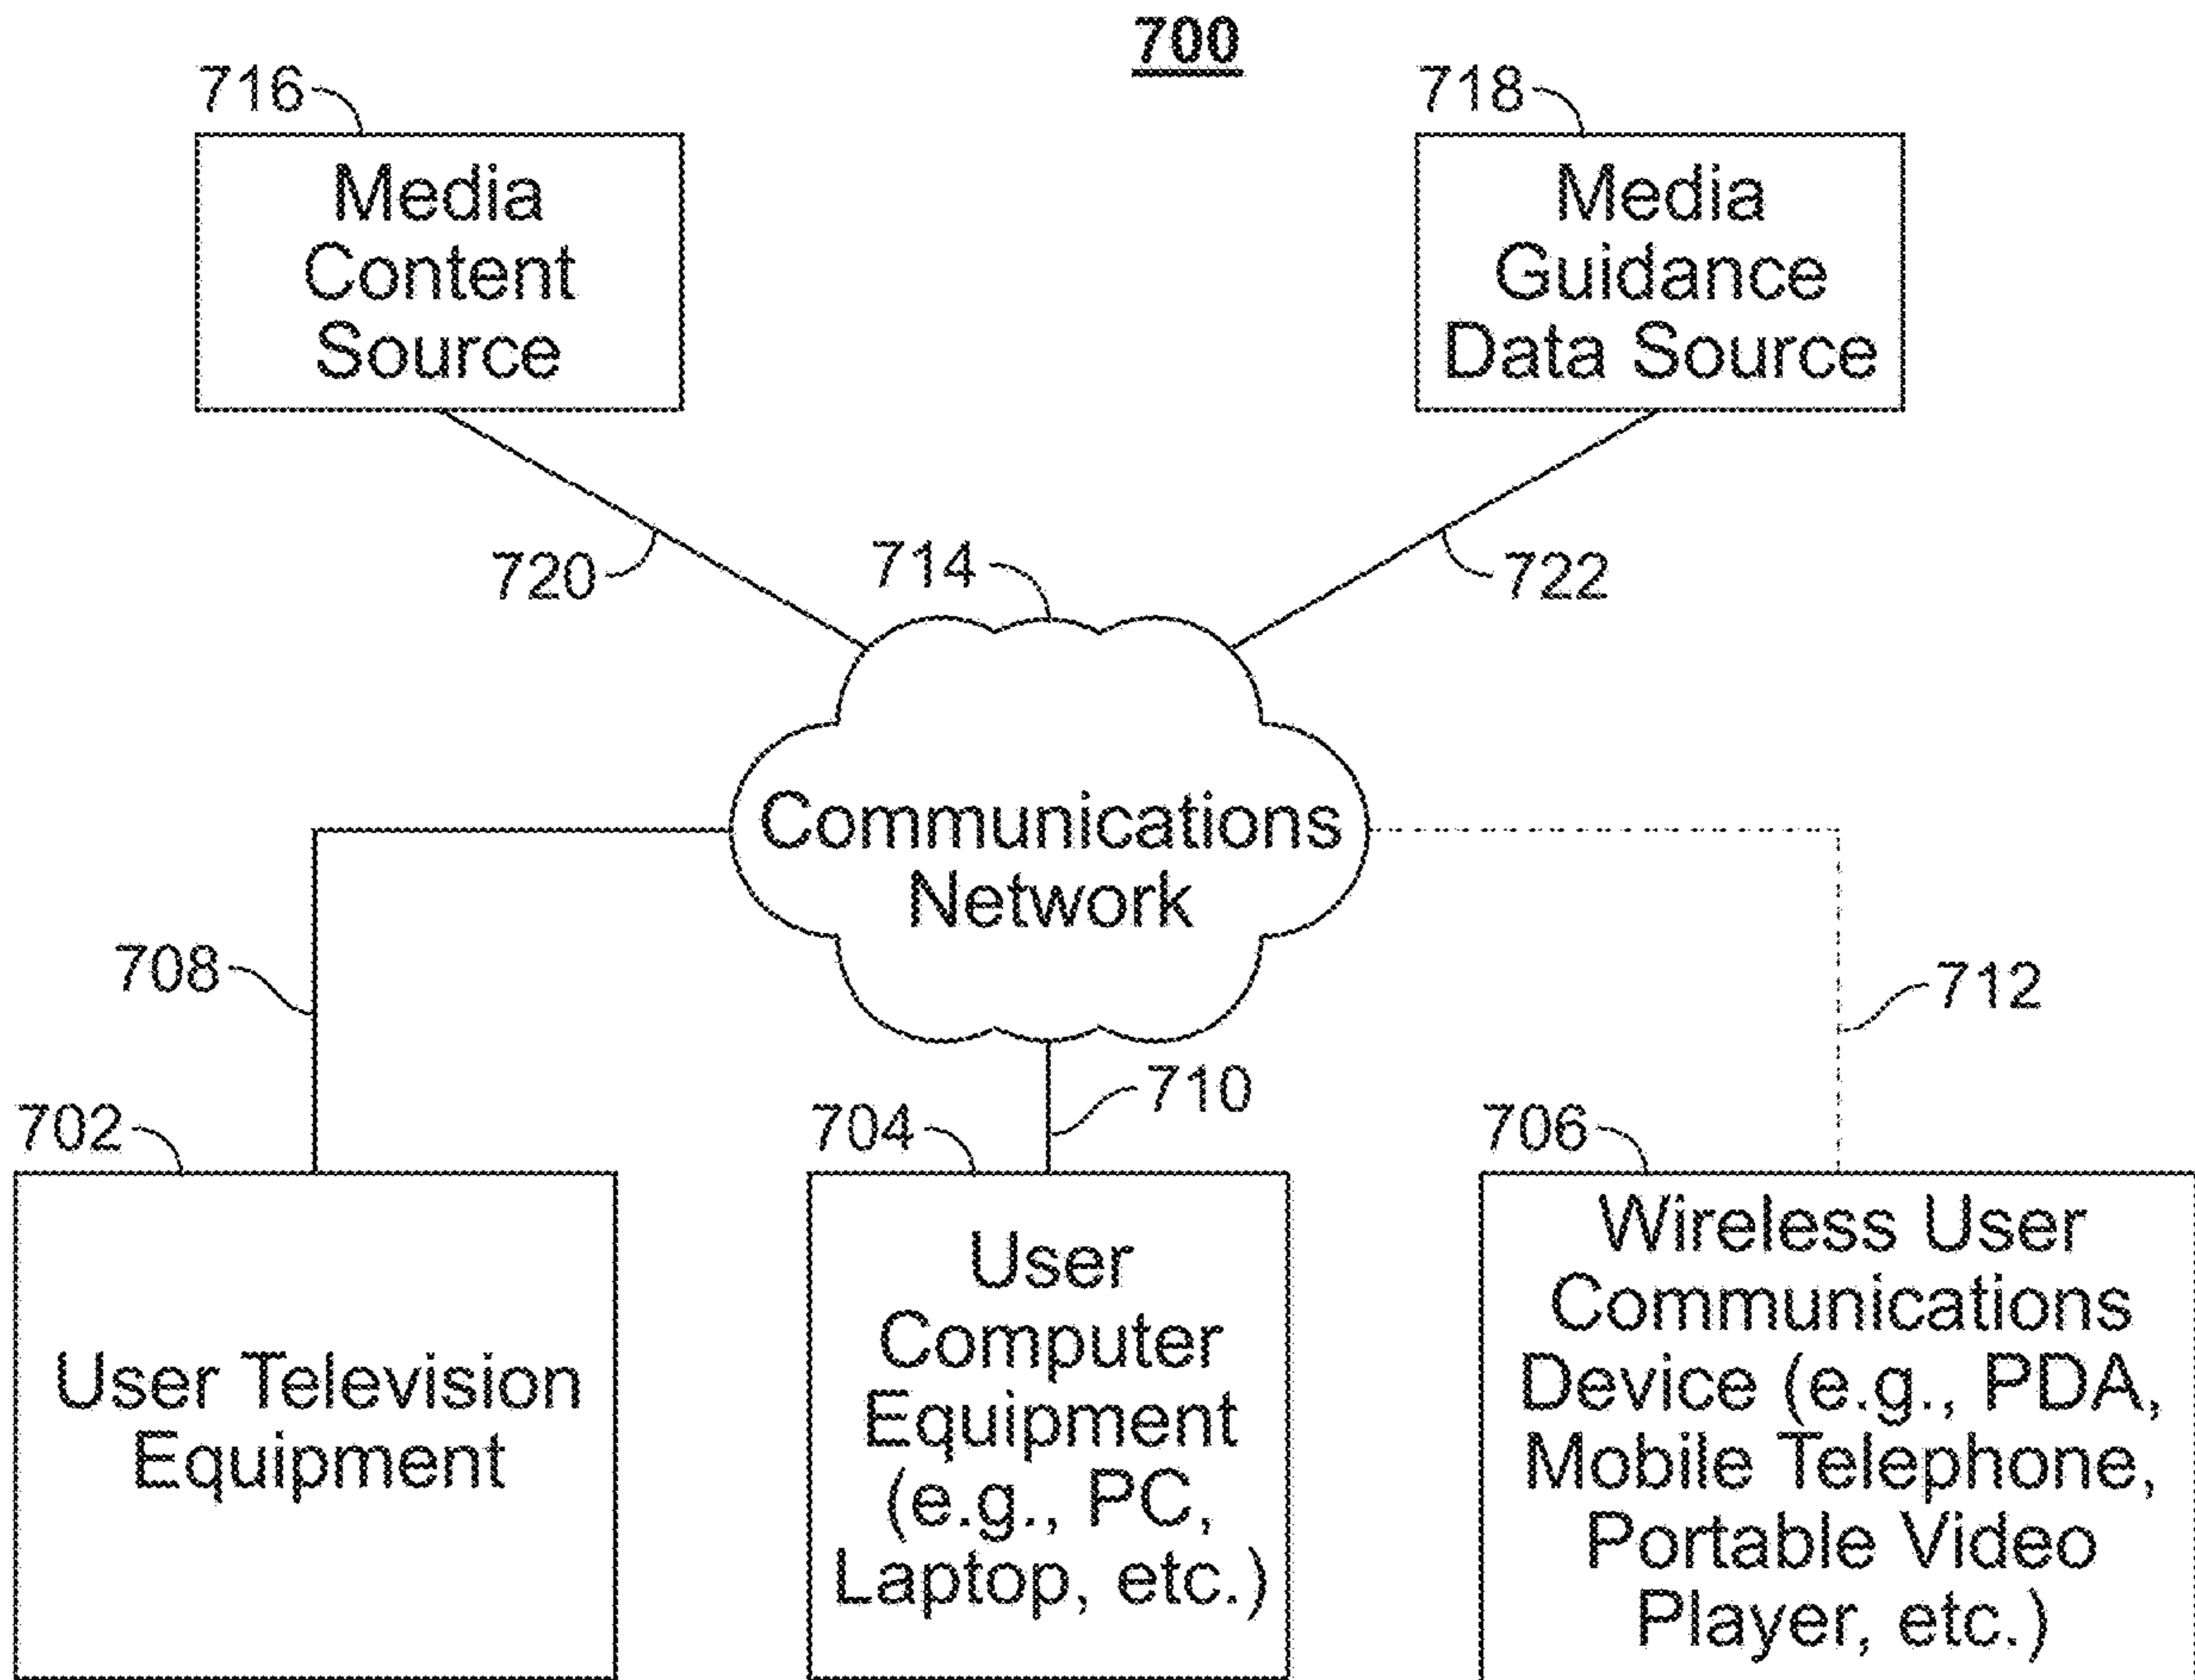 700
716
718
Media
Content
Source
Media
Guidance
Data Source
720
714
722
Communications
Network
708
712
710
702
704
706
User Television
Equipment
User
Computer
Equipment
(e.g., PC,
Laptop, etc.)
Wireless User
Communications
Device (e.g., PDA,
Mobile Telephone,
Portable Video
Player, etc.)